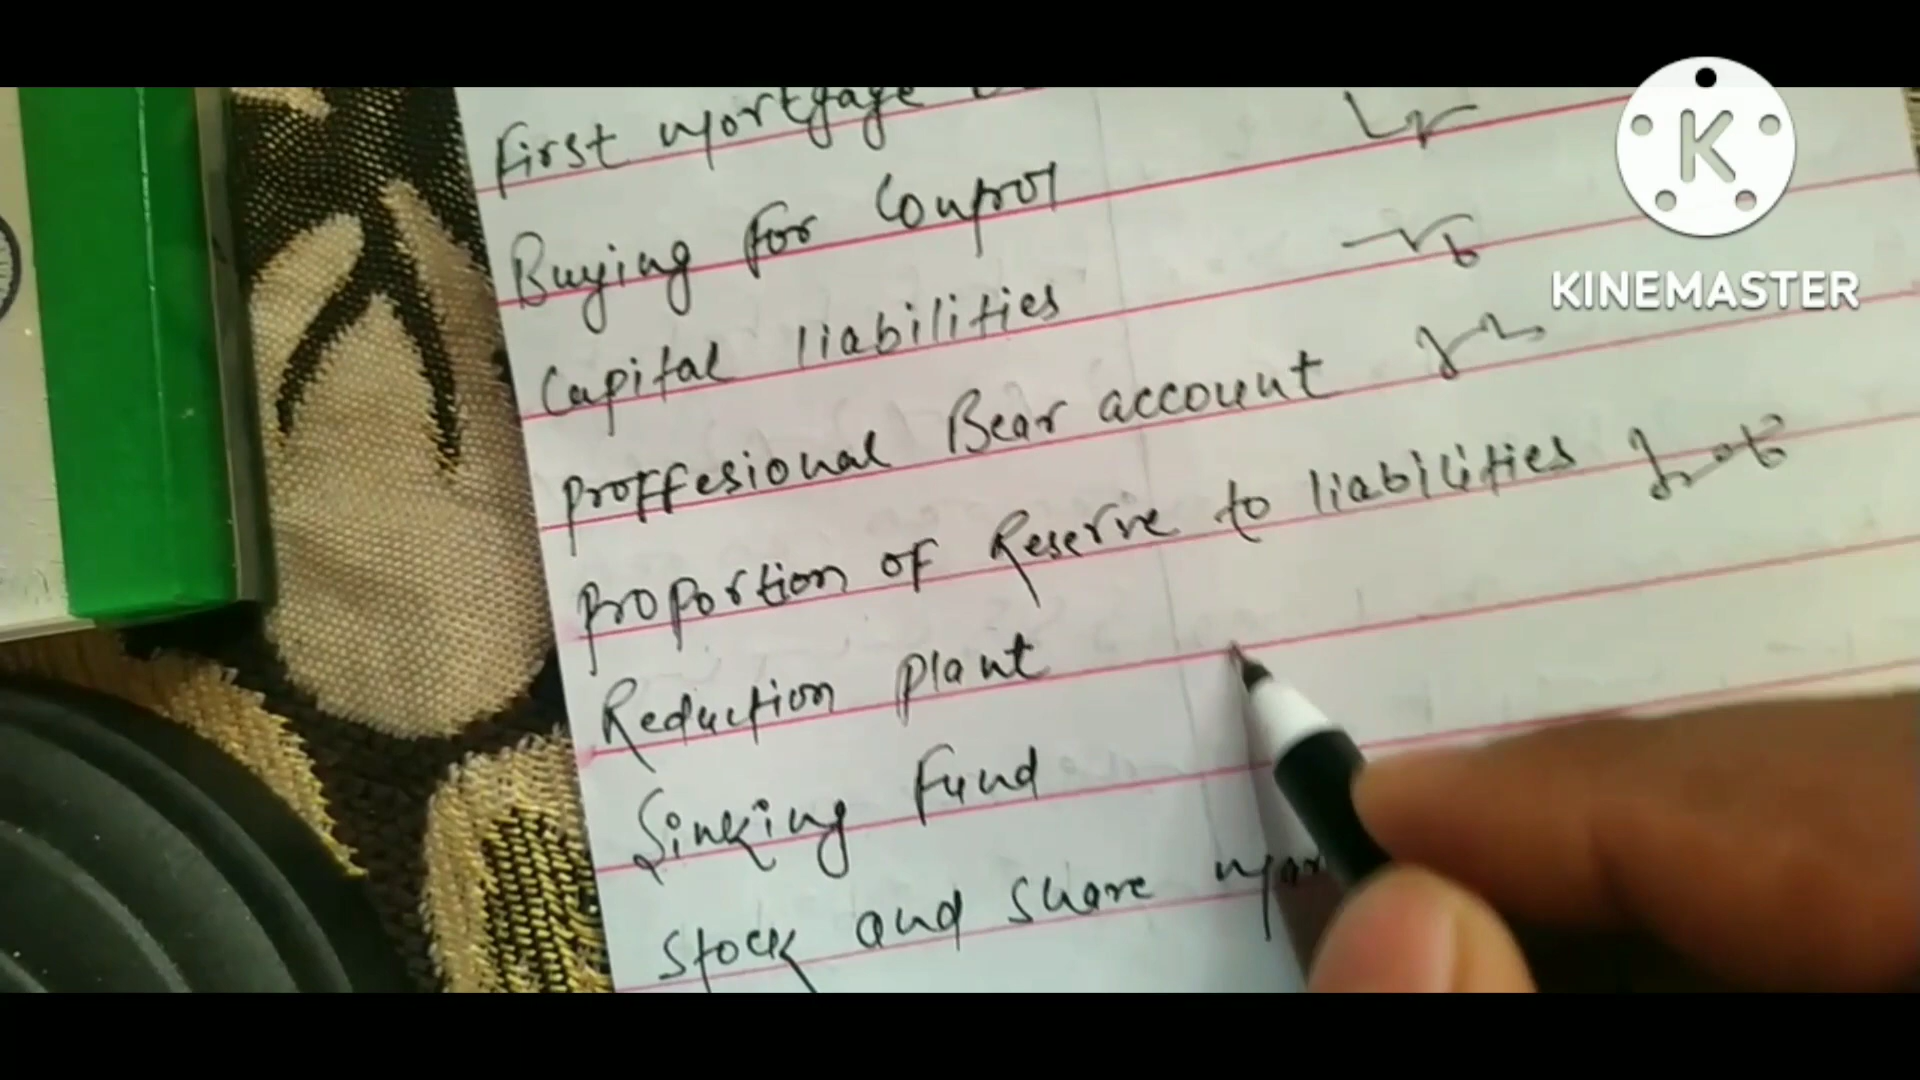 First Mortgage
Buying for Control
Capital liabilities
Proffesional Bear account
Proportion of Reserve to liabilities
Reduction plant
Sinking Fund
Stock and share
K
KINEMASTER